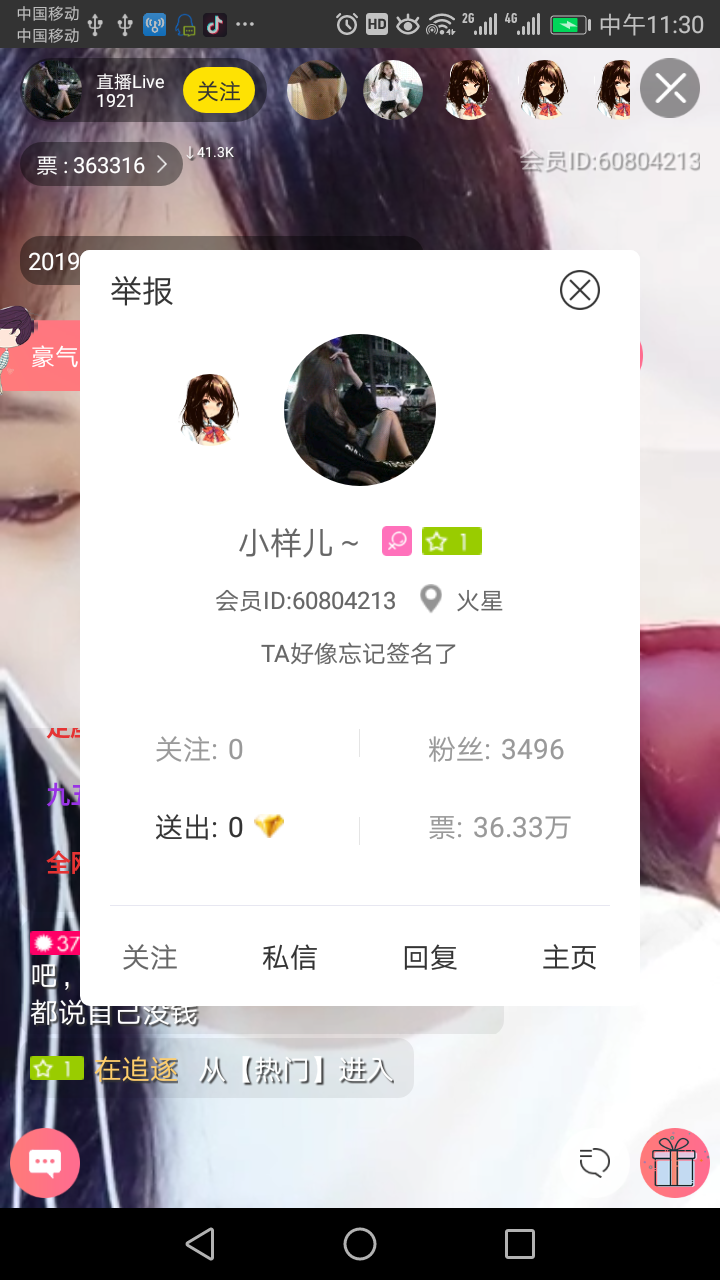 中国移动
中国移动
HD
2G
4G
中午11:30
直播Live
1921
关注
票 : 363316
↓41.3K
会员ID:60804213
2019
举报
豪气
小样儿 ~
1
会员ID:60804213
火星
TA好像忘记签名了
关注: 0
粉丝: 3496
送出: 0
票: 36.33万
九五
全网
关注
私信
回复
主页
37
吧，
都说自己没钱
1
在追逐 从【热门】进入